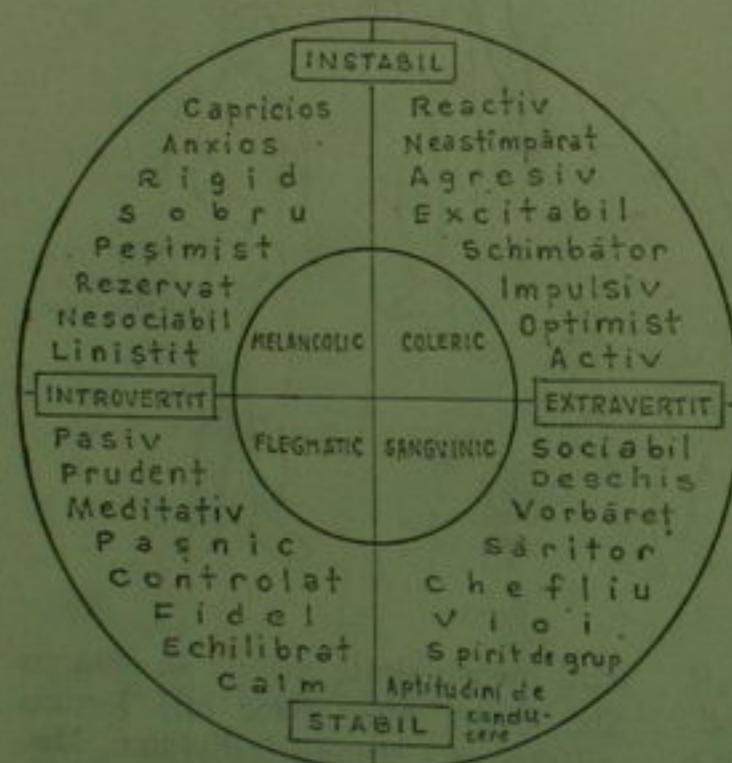 INSTABIL
Capricios
Anxios
Rigid
Sobru
Pesimist
Rezervat
Nesociabil
Linistit
Reactiv
Neastîmpărat
Agresiv
Excitabil
Schimbător
Impulsiv
Optimist
Activ
MELANCOLIC
COLERIC
INTROVERTIT
EXTRAVERTIT
FLEGMATIC
SANGVINIC
Pasiv
Prudent
Meditativ
Pașnic
Controlat
Fidel
Echilibrat
Calm
Sociabil
Deschis
Vorbăreț
Săritor
Chefliu
Vioi
Spirit de grup
Aptitudini de
condu-
cere
STABIL